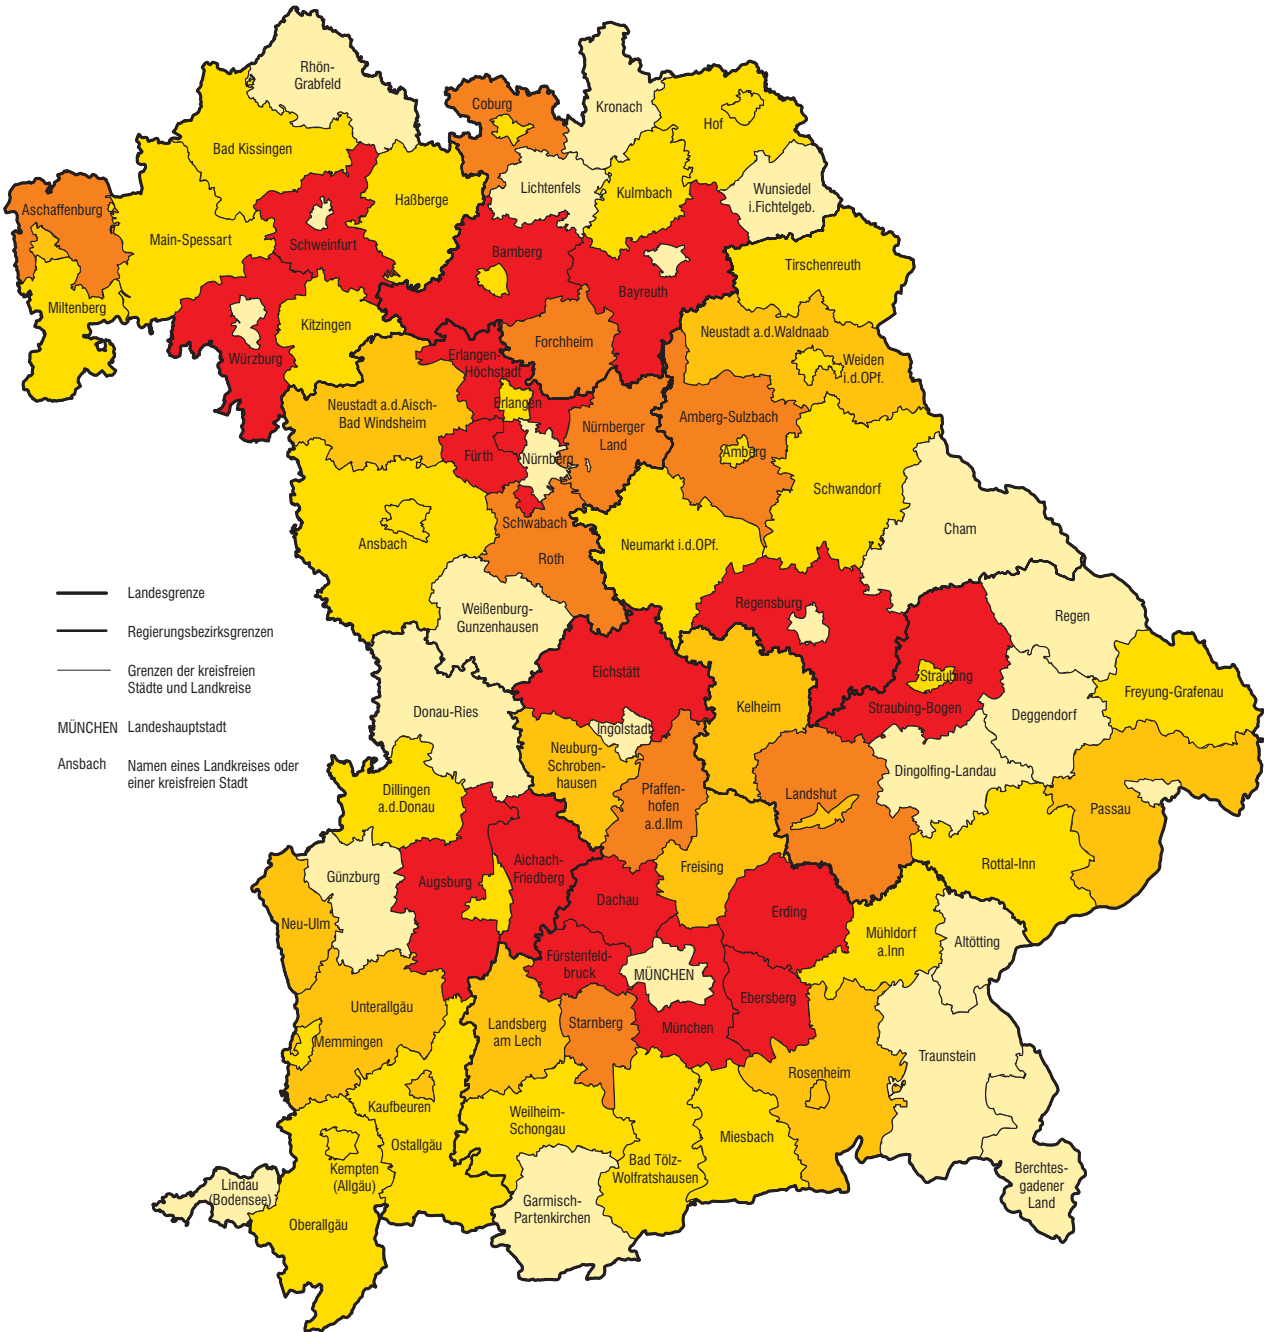 Rhön-
Grabfeld
Coburg
Kronach
Hof
Bad Kissingen
Lichtenfels
Kulmbach
Wunsiedel
i.Fichtelgeb.
Haßberge
Aschaffenburg
Main-Spessart
Schweinfurt
Bamberg
Bayreuth
Tirschenreuth
Miltenberg
Kitzingen
Würzburg
Forchheim
Neustadt a.d.Waldnaab
Weiden
i.d.OPf.
Erlangen-
Höchstadt
Erlangen
Neustadt a.d.Aisch-
Bad Windsheim
Nürnberger
Land
Amberg-Sulzbach
Amberg
Fürth
Nürnberg
Schwandorf
Cham
Schwabach
Roth
Ansbach
Neumarkt i.d.OPf.
Landesgrenze
Regierungsbezirksgrenzen
Grenzen der kreisfreien
Städte und Landkreise
MÜNCHEN Landeshauptstadt
Ansbach Namen eines Landkreises oder
einer kreisfreien Stadt
Weißenburg-
Gunzenhausen
Regensburg
Regen
Eichstätt
Straubing
Straubing-Bogen
Freyung-Grafenau
Donau-Ries
Kelheim
Deggendorf
Ingolstadt
Neuburg-
Schroben-
hausen
Dingolfing-Landau
Dillingen
a.d.Donau
Pfaffen-
hofen
a.d.Ilm
Landshut
Passau
Günzburg
Augsburg
Aichach-
Friedberg
Freising
Rottal-Inn
Dachau
Erding
Neu-Ulm
Mühldorf
a.Inn
Altötting
Fürstenfeld-
bruck
MÜNCHEN
Ebersberg
Unterallgäu
Landsberg
am Lech
Starnberg
München
Memmingen
Traunstein
Rosenheim
Kaufbeuren
Weilheim-
Schongau
Miesbach
Ostallgäu
Bad Tölz-
Wolfratshausen
Kempten
(Allgäu)
Lindau
(Bodensee)
Oberallgäu
Garmisch-
Partenkirchen
Berchtes-
gadener
Land